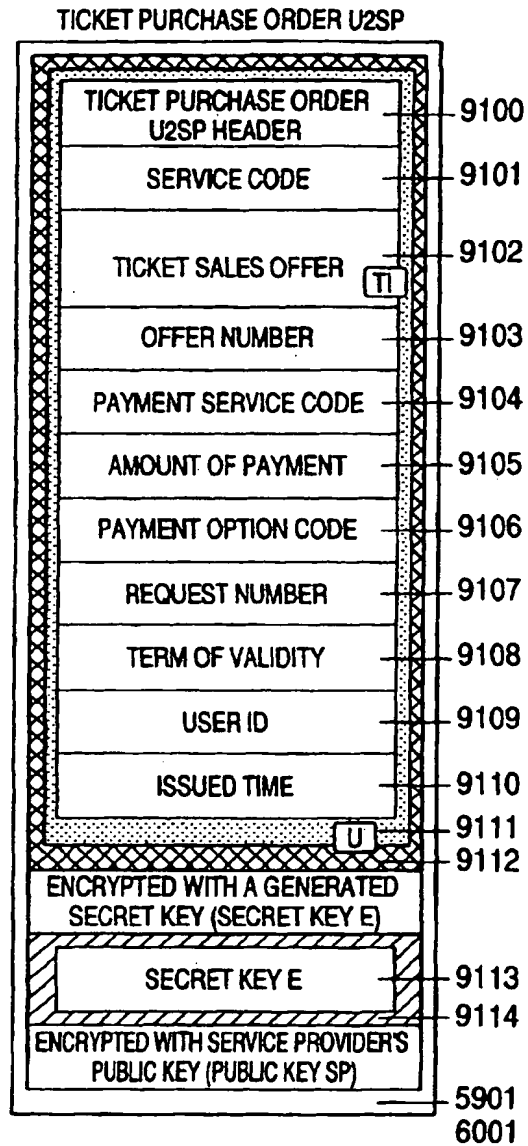 TICKET PURCHASE ORDER U2SP
TICKET PURCHASE ORDER
U2SP HEADER
9100
SERVICE CODE
9101
TICKET SALES OFFER
9102
TI
OFFER NUMBER
9103
PAYMENT SERVICE CODE
9104
AMOUNT OF PAYMENT
9105
PAYMENT OPTION CODE
9106
REQUEST NUMBER
9107
TERM OF VALIDITY
9108
USER ID
9109
ISSUED TIME
9110
U
9111
9112
ENCRYPTED WITH A GENERATED
SECRET KEY (SECRET KEY E)
SECRET KEY E
9113
9114
ENCRYPTED WITH SERVICE PROVIDER'S
PUBLIC KEY (PUBLIC KEY SP)
5901
6001